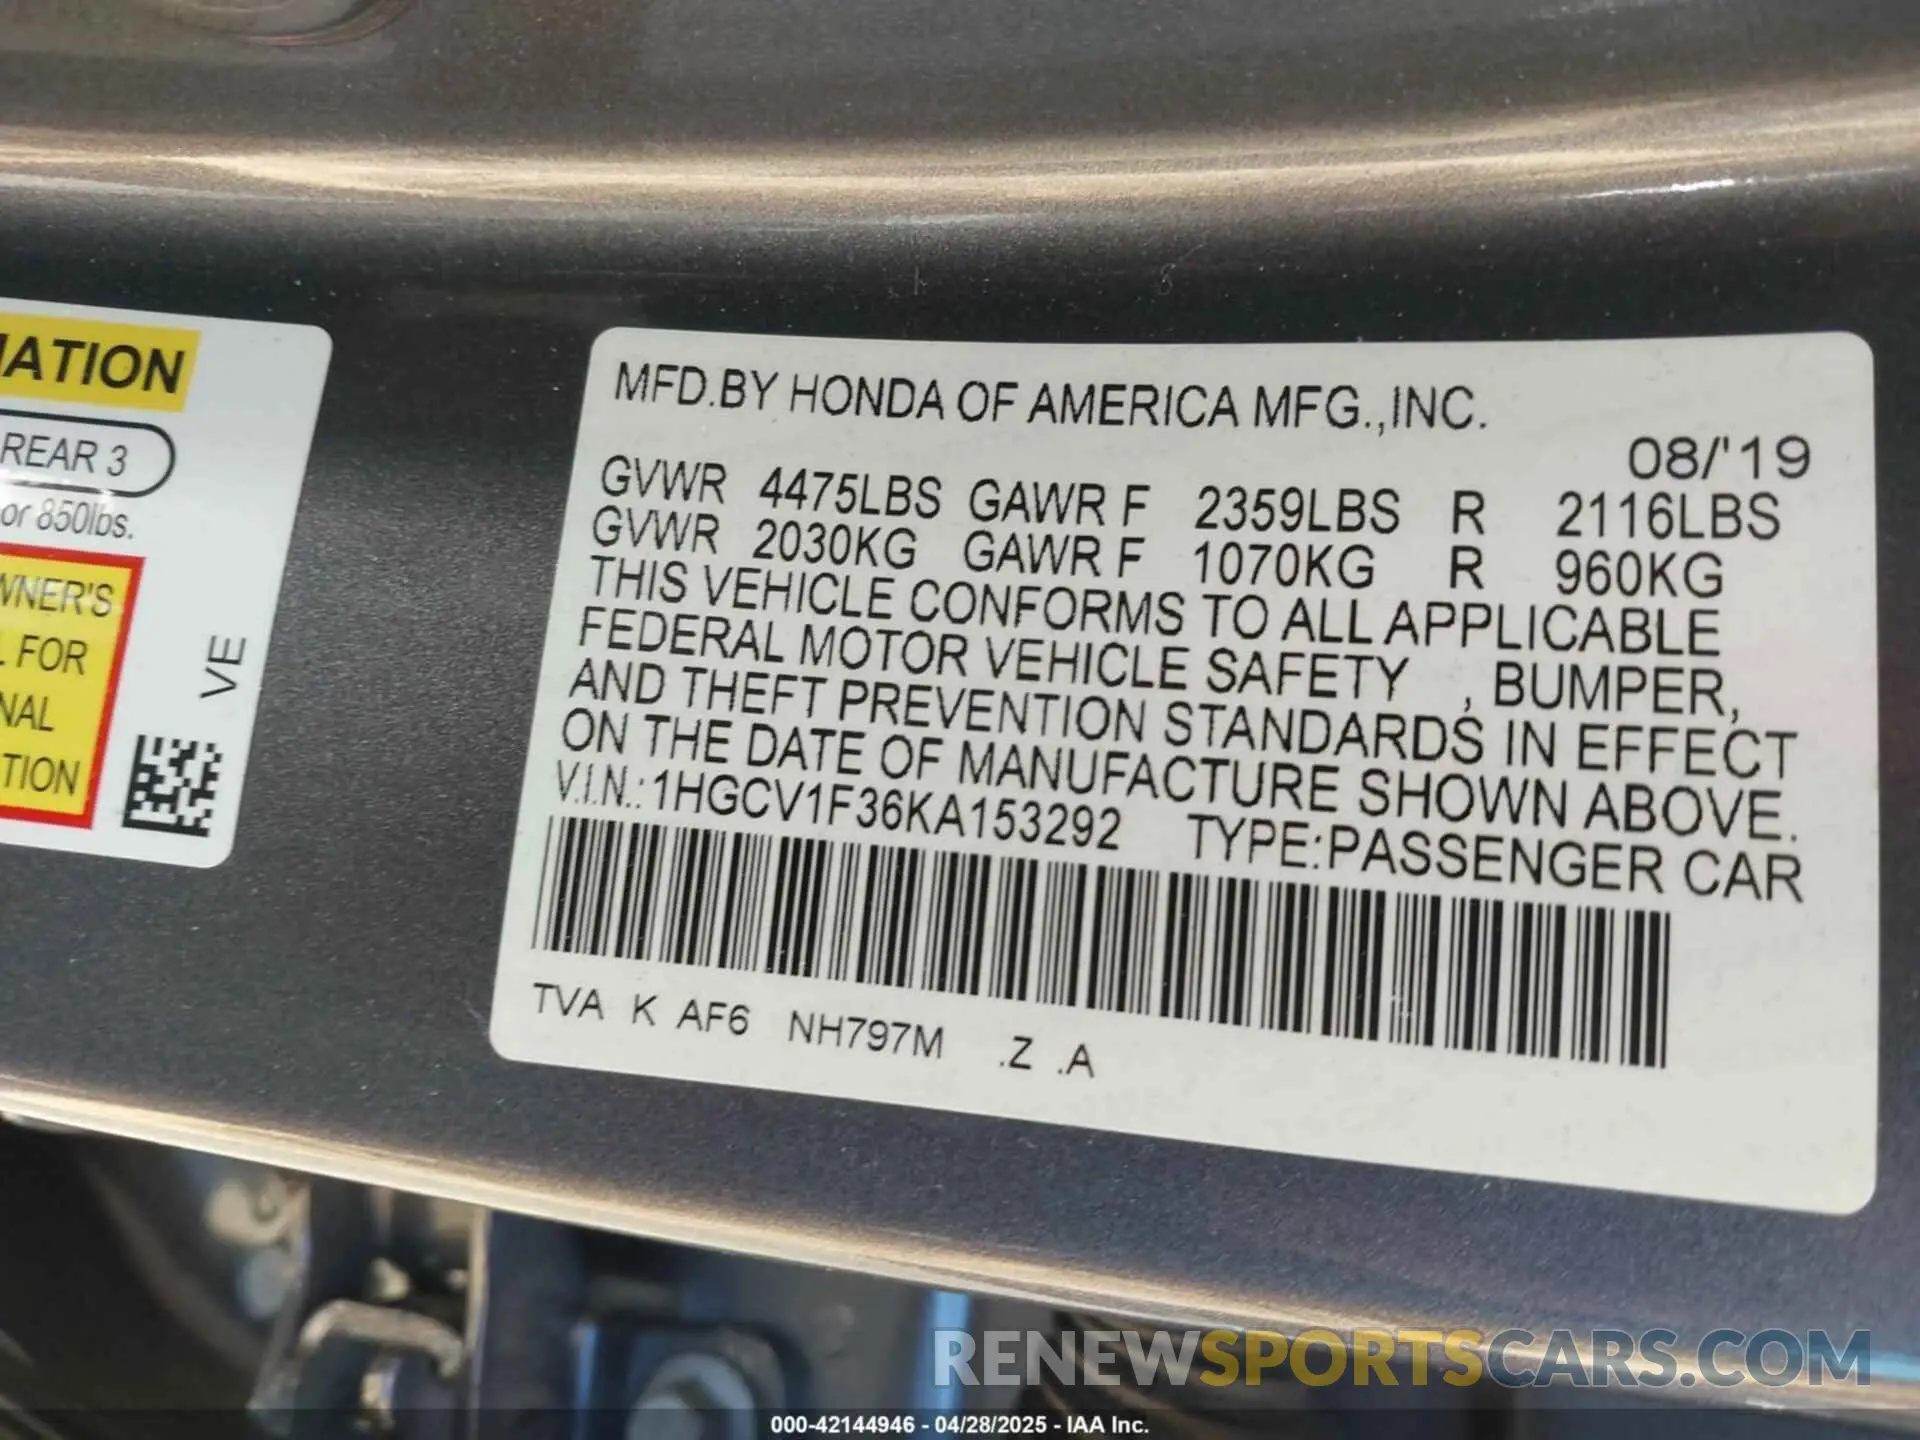 IATION
REAR 3
or 850lbs.
WNER'S
L FOR
NAL
TION
VE
MFD.BY HONDA OF AMERICA MFG.,INC.
08/'19
GVWR 4475LBS GAWR F 2359LBS R 2116LBS
GVWR 2030KG GAWR F 1070KG R 960KG
THIS VEHICLE CONFORMS TO ALL APPLICABLE
FEDERAL MOTOR VEHICLE SAFETY , BUMPER,
AND THEFT PREVENTION STANDARDS IN EFFECT
ON THE DATE OF MANUFACTURE SHOWN ABOVE.
V.I.N.: 1HGCV1F36KA153292 TYPE:PASSENGER CAR
TVA K AF6 NH797M .Z .A
RENEWSPORTSCARS.COM
000-42144946 - 04/28/2025 - IAA Inc.